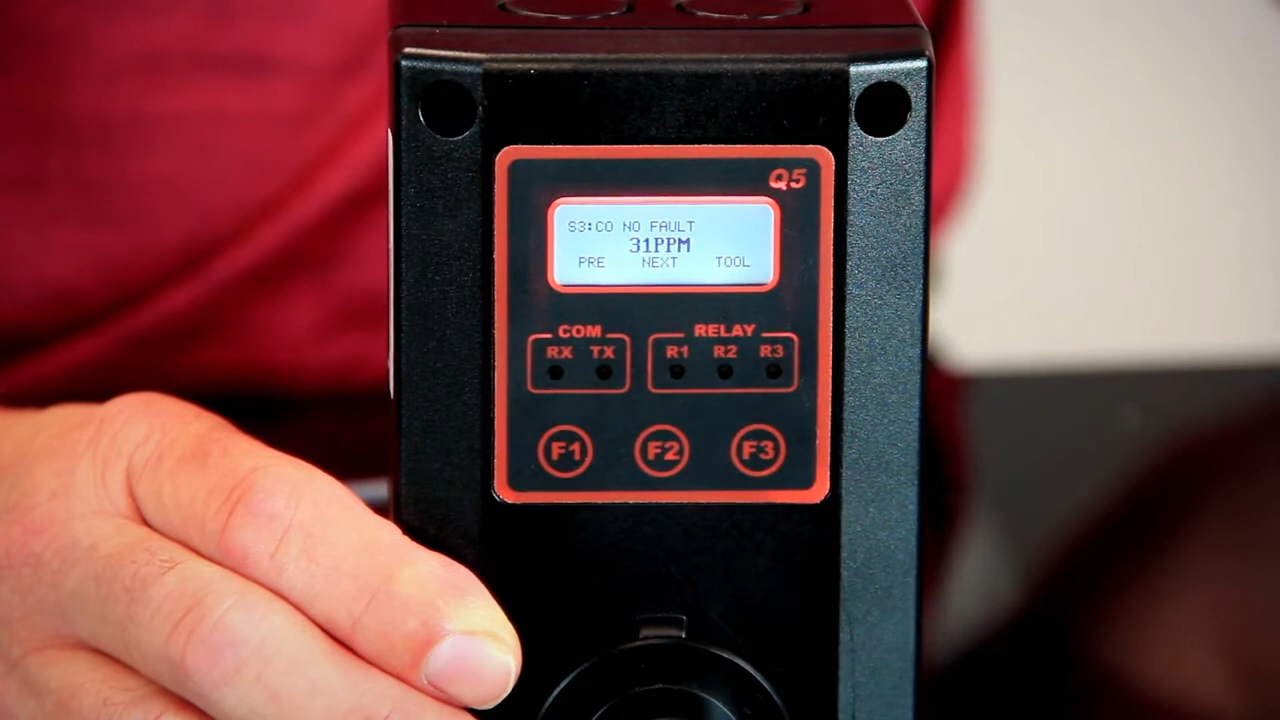 Q5
S3:CO NO FAULT
31PPM
PRE NEXT TOOL
COM RELAY
RX TX R1 R2 R3
F1 F2 F3